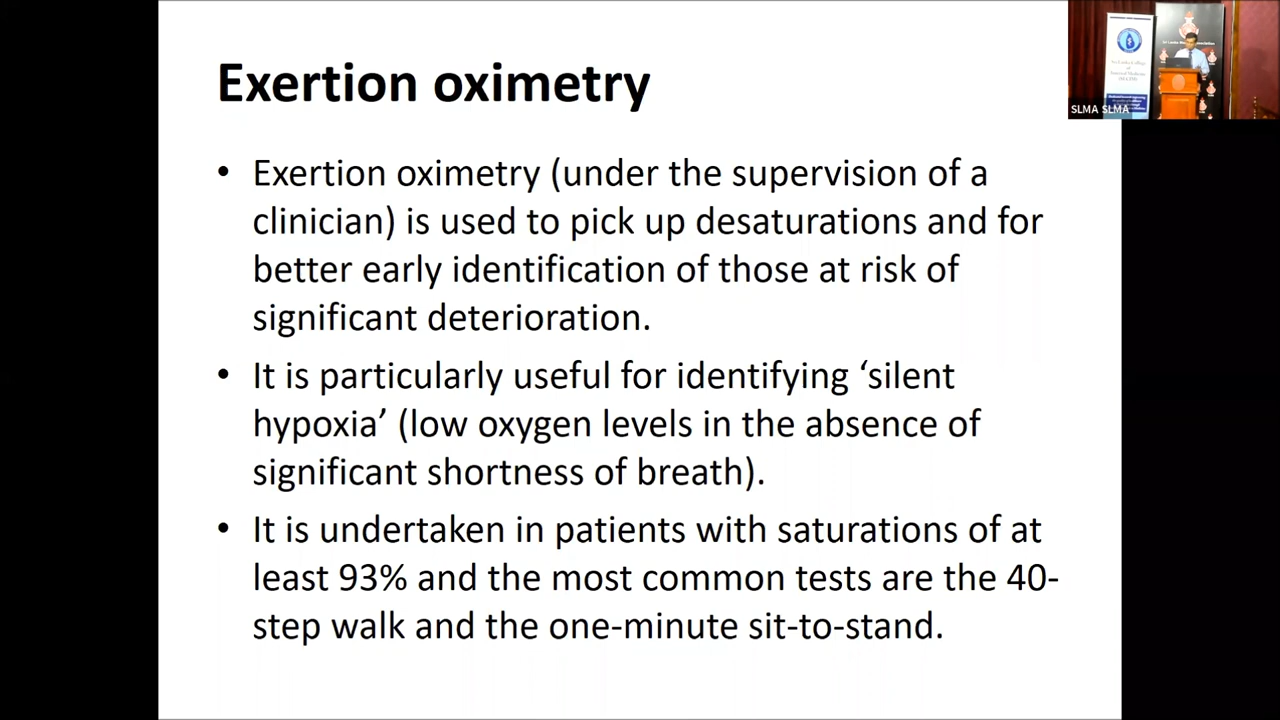 Exertion oximetry
• Exertion oximetry (under the supervision of a
clinician) is used to pick up desaturations and for
better early identification of those at risk of
significant deterioration.
• It is particularly useful for identifying ‘silent
hypoxia’ (low oxygen levels in the absence of
significant shortness of breath).
• It is undertaken in patients with saturations of at
least 93% and the most common tests are the 40-
step walk and the one-minute sit-to-stand.
SLMA SLMA